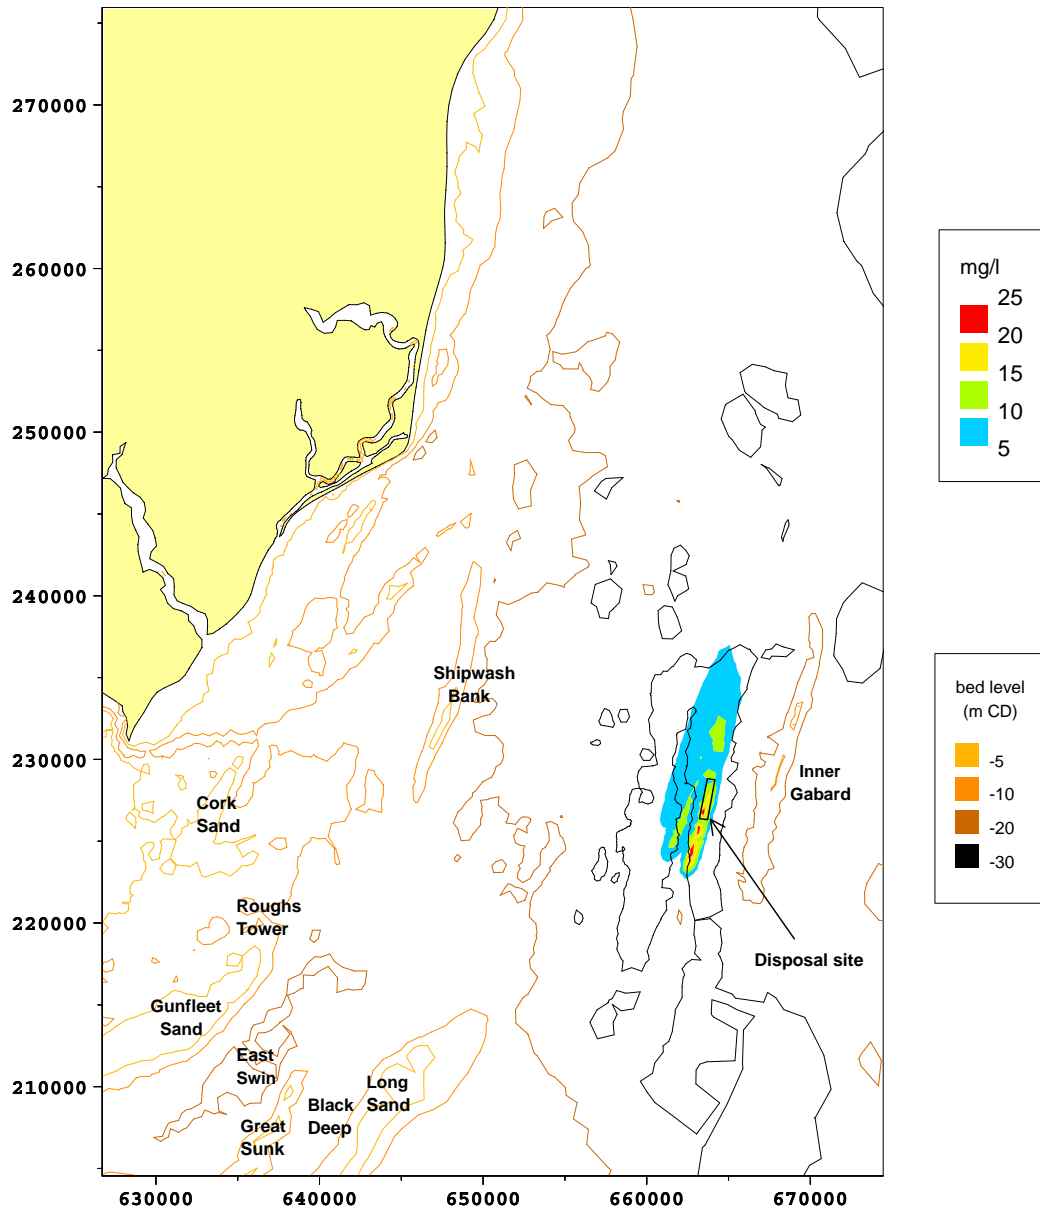 270000
260000
250000
240000
230000
220000
210000
630000
640000
650000
660000
670000
Shipwash
Bank
Cork
Sand
Roughs
Tower
Gunfleet
Sand
East
Swin
Great
Sunk
Black
Deep
Long
Sand
Inner
Gabard
Disposal site
mg/l
25
20
15
10
5
bed level
(m CD)
-5
-10
-20
-30